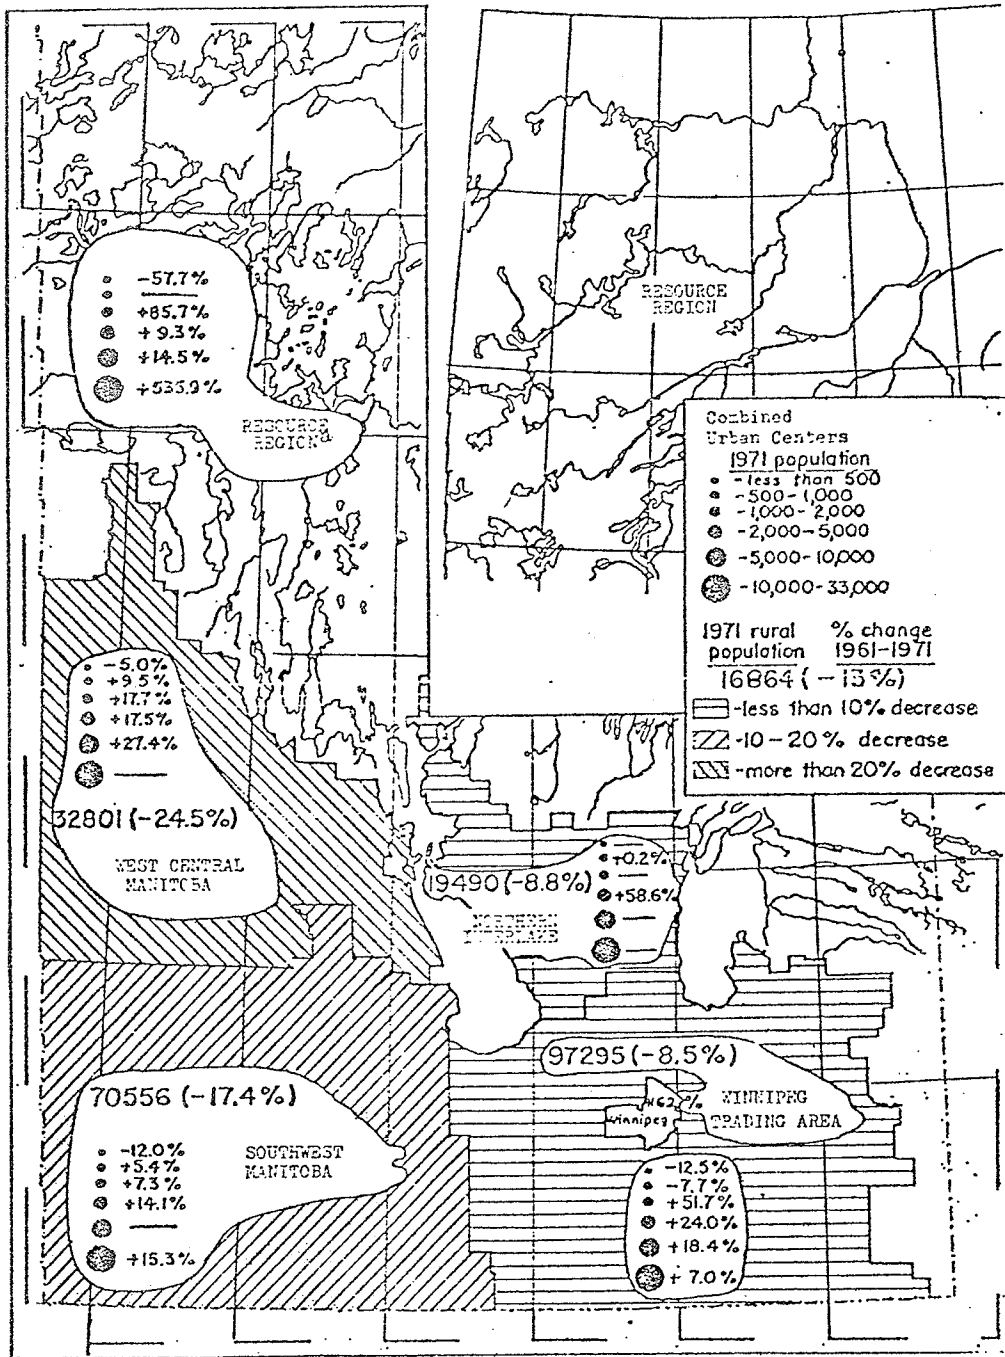 -57.7%
+85.7%
+9.3%
+14.5%
+535.9%
RESOURCE
REGION a
RESOURCE
REGION
Combined
Urban Centers
1971 population
-less than 500
-500-1,000
-1,000-2,000
-2,000-5,000
-5,000-10,000
-10,000-33,000
1971 rural % change
population 1961-1971
16864 (-13%)
-less than 10% decrease
-10-20% decrease
-more than 20% decrease
-5.0%
+9.5%
+17.7%
+17.5%
+27.4%
32801 (-24.5%)
WEST CENTRAL
MANITOBA
+0.2%
+58.6%
19490 (-8.8%)
NORTHERN
INTERLAKE
97295 (-8.5%)
Winnipeg
WINNIPEG
TRADING AREA
70556 (-17.4%)
SOUTHWEST
MANITOBA
-12.0%
+5.4%
+7.3%
+14.1%
+15.3%
-12.5%
-7.7%
+51.7%
+24.0%
+18.4%
+7.0%